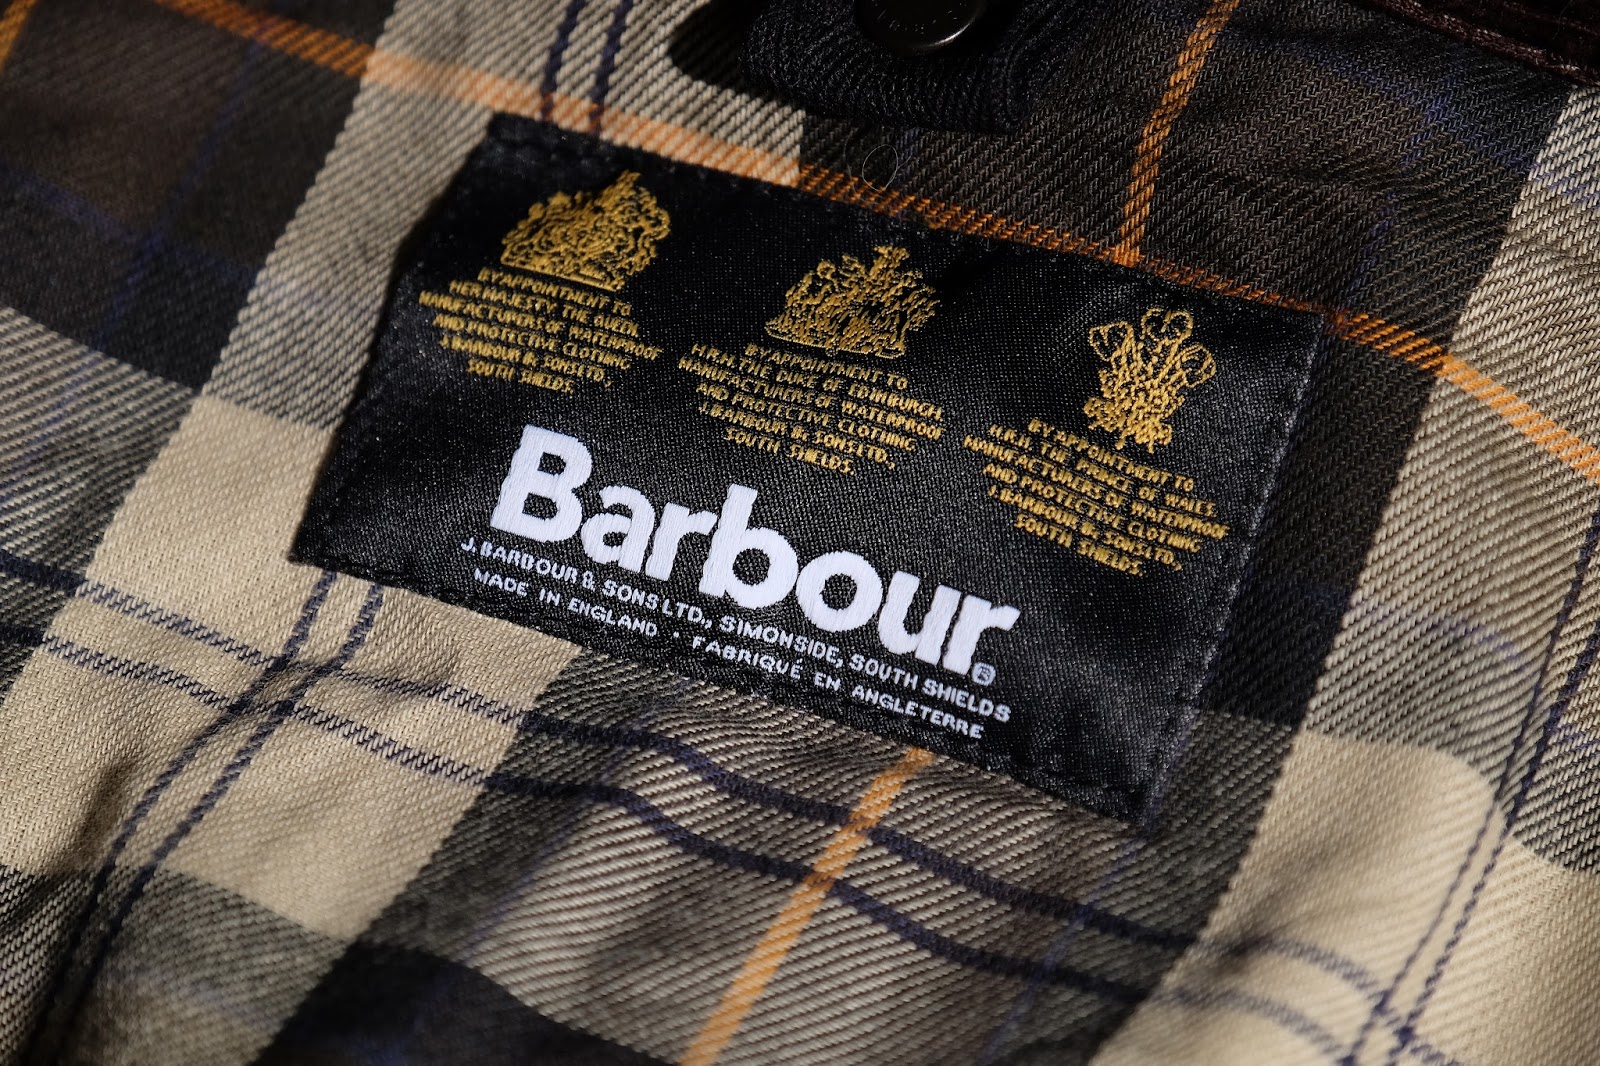 BY APPOINTMENT TO
HER MAJESTY THE QUEEN
MANUFACTURERS OF WATERPROOF
AND PROTECTIVE CLOTHING
J.BARBOUR & SONS LTD.,
SOUTH SHIELDS.
BY APPOINTMENT TO
H.R.H. THE DUKE OF EDINBURGH
MANUFACTURERS OF WATERPROOF
AND PROTECTIVE CLOTHING
J.BARBOUR & SONS LTD.,
SOUTH SHIELDS.
BY APPOINTMENT TO
H.R.H. THE PRINCE OF WALES
MANUFACTURERS OF WATERPROOF
AND PROTECTIVE CLOTHING
J.BARBOUR & SONS LTD.,
SOUTH SHIELDS.
Barbour®
J. BARBOUR & SONS LTD., SIMONSIDE, SOUTH SHIELDS
MADE IN ENGLAND · FABRIQUÉ EN ANGLETERRE